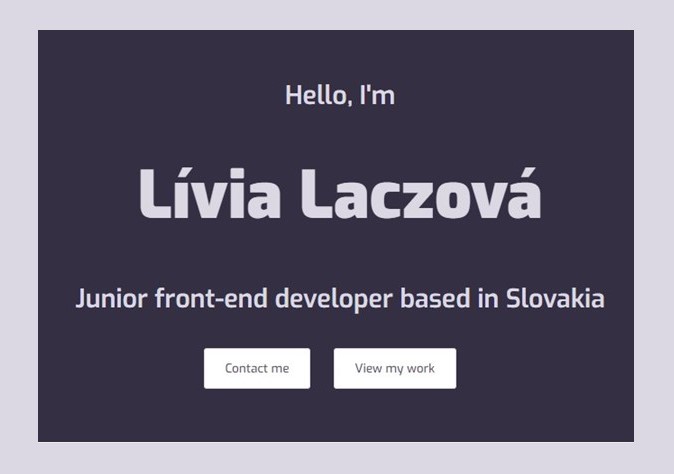 Hello, I'm
Lívia Laczová
Junior front-end developer based in Slovakia
Contact me
View my work